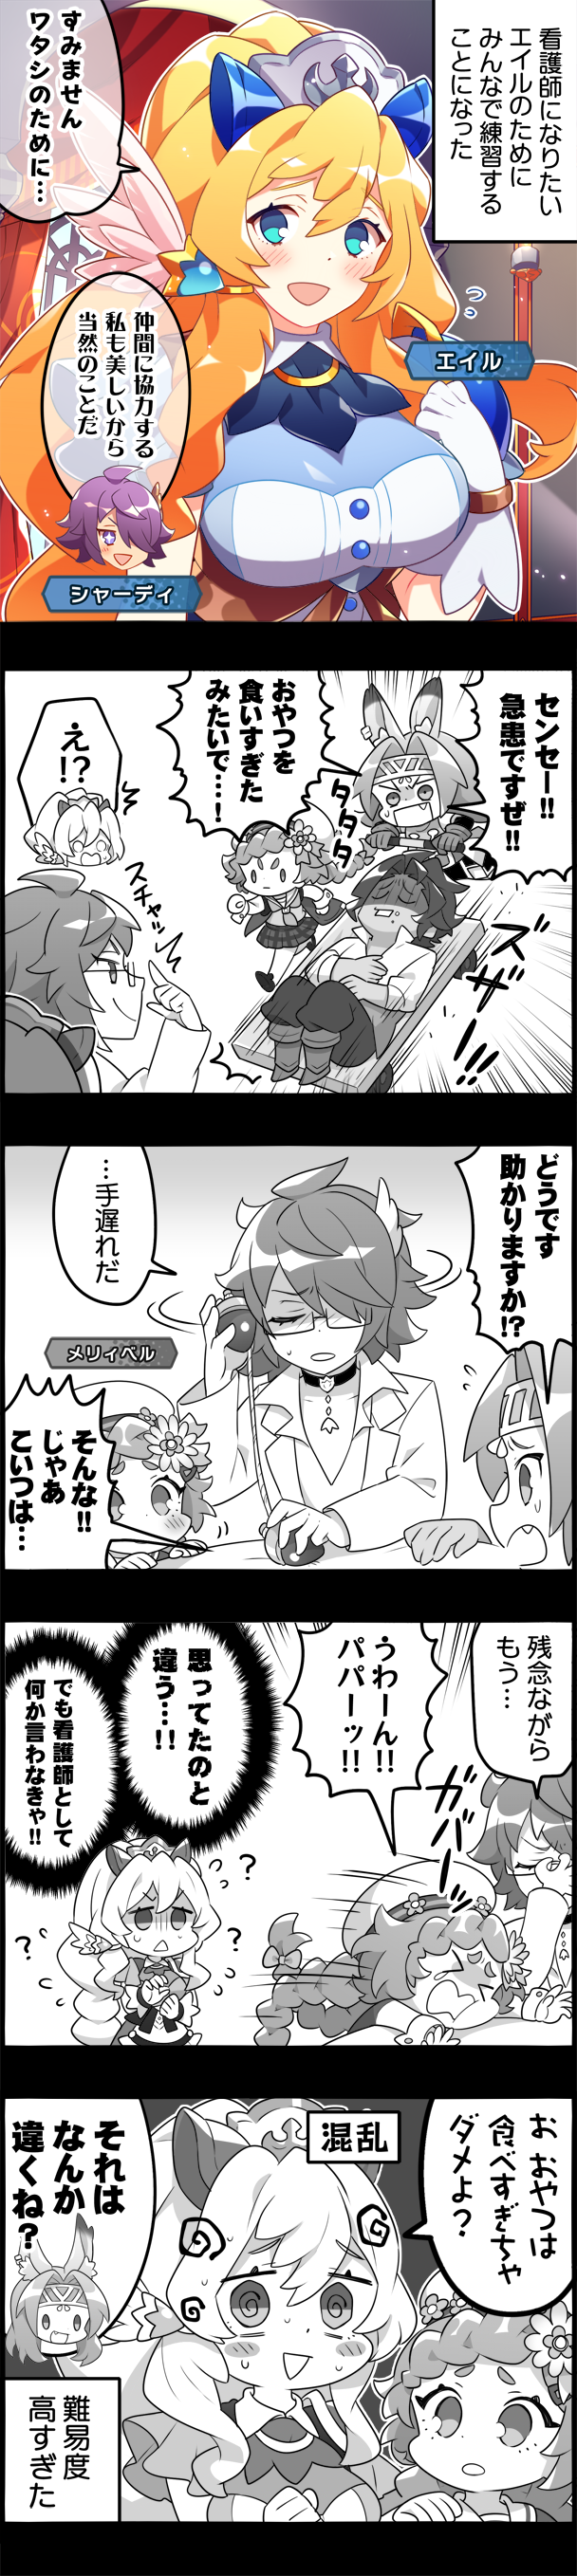 看護師になりたい
エイルのために
みんなで練習する
ことになった
すみません
ワタシのために…
エイル
仲間に協力する
私も美しいから
当然のことだ
シャーディ
センセー!!
急患ですぜ!!
おやつを
食いすぎた
みたいで…!
タタタ
え!?
スチャッ
ズザーッ!!
どうです
助かりますか!?
…手遅れだ
メリィベル
そんな!!
じゃあ
こいつは…
残念ながら
もう…
うわーん!!
パパーッ!!
ガバーッ
思ってたのと
違う…!!
でも看護師として
何か言わなきゃ!!
?
?
?
お おやつは
食べすぎちゃ
ダメよ?
混乱
それは
なんか
違くね?
難易度
高すぎた